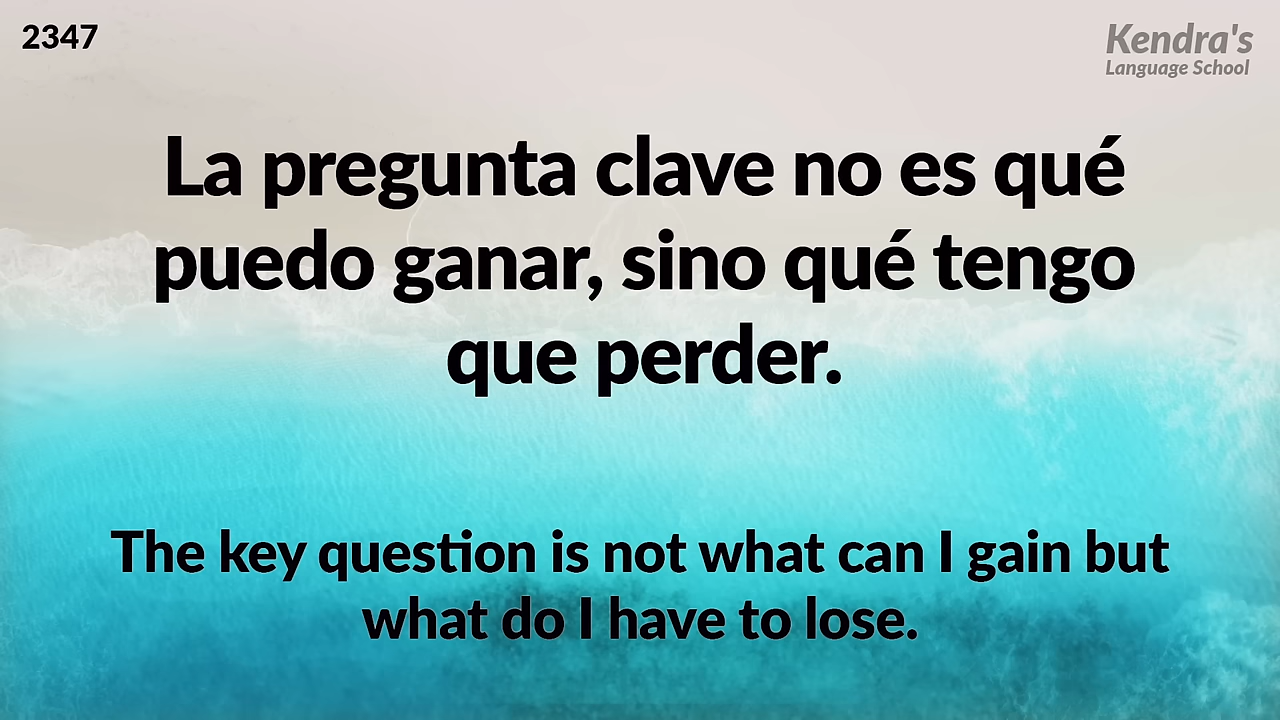 2347
Kendra's
Language School
La pregunta clave no es qué
puedo ganar, sino qué tengo
que perder.
The key question is not what can I gain but
what do I have to lose.